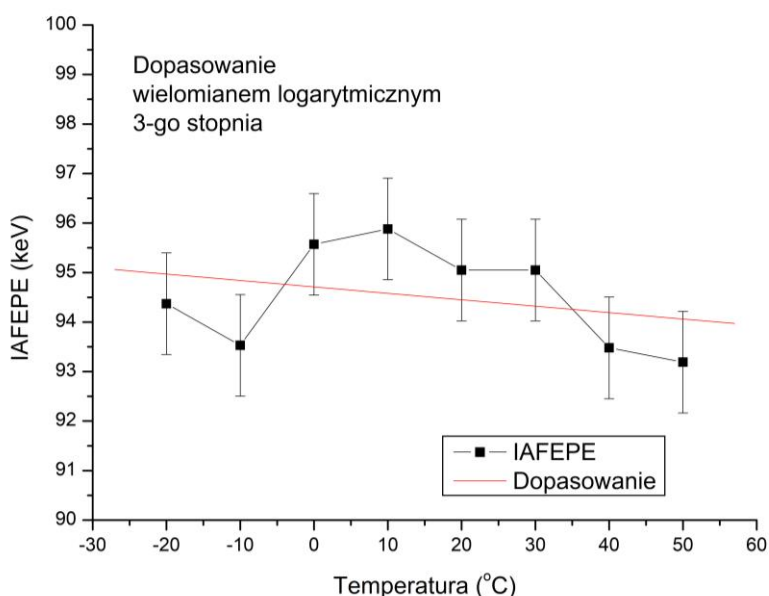 100
99
98
97
96
95
94
93
92
91
90
IAFEPE (keV)
Dopasowanie
wielomianem logarytmicznym
3-go stopnia
IAFEPE
Dopasowanie
-30 -20 -10 0 10 20 30 40 50 60
Temperatura (°C)